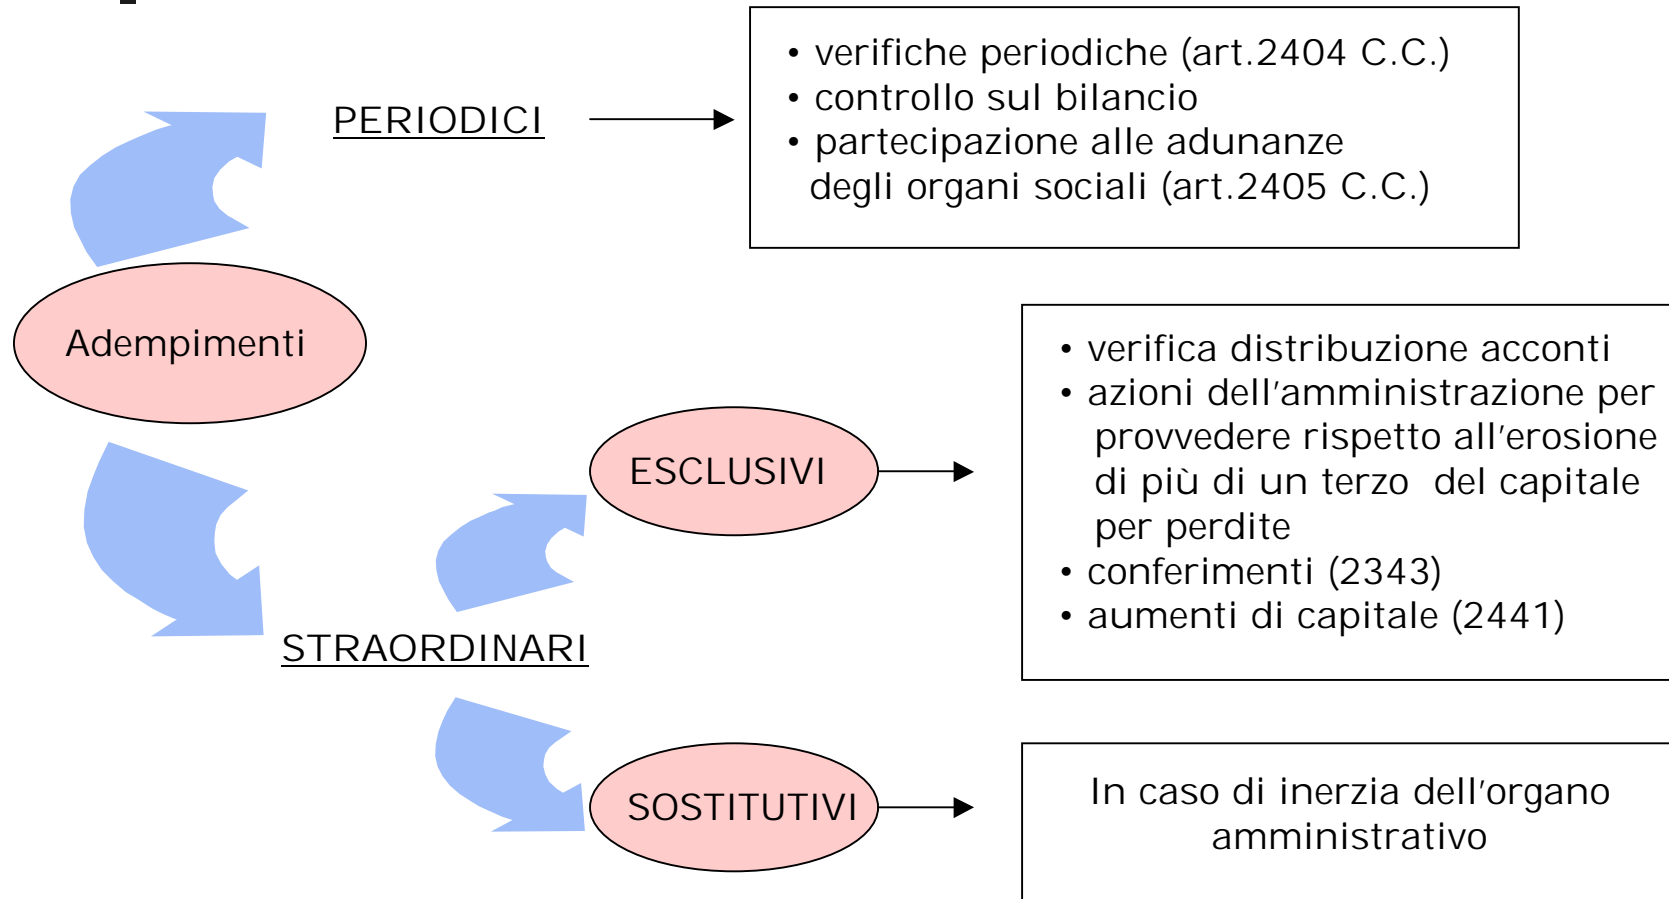 • verifiche periodiche (art.2404 C.C.)
• controllo sul bilancio
• partecipazione alle adunanze
degli organi sociali (art.2405 C.C.)
PERIODICI
Adempimenti
• verifica distribuzione acconti
• azioni dell'amministrazione per
provvedere rispetto all'erosione
di più di un terzo del capitale
per perdite
• conferimenti (2343)
• aumenti di capitale (2441)
ESCLUSIVI
STRAORDINARI
SOSTITUTIVI
In caso di inerzia dell'organo
amministrativo